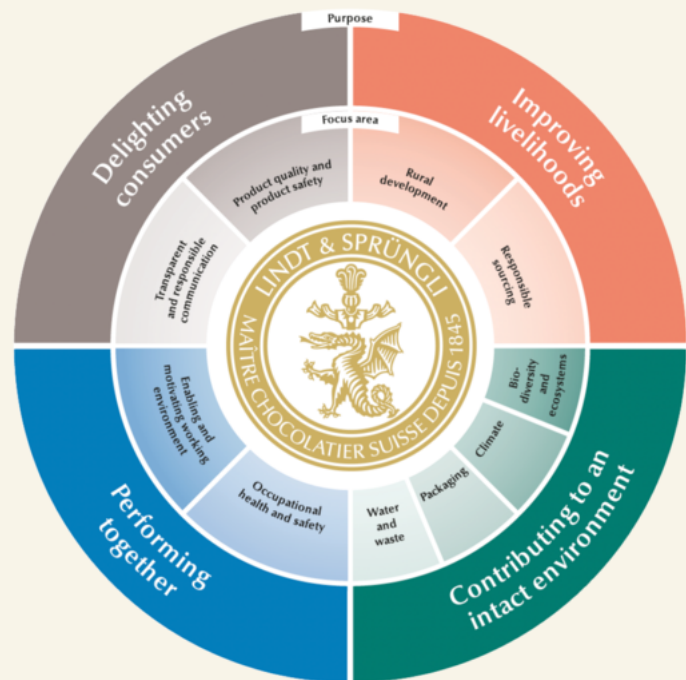 Purpose
Delighting
consumers
Improving
livelihoods
Focus area
Product quality and
product safety
Rural
development
Transparent
and responsible
communication
Responsible
sourcing
LINDT & SPRÜNGLI
MAÎTRE CHOCOLATIER SUISSE DEPUIS 1845
Enabling and
motivating working
environment
Bio-
diversity
and
ecosystems
Climate
Packaging
Occupational
health and safety
Water
and
waste
Performing
together
Contributing to an
intact environment